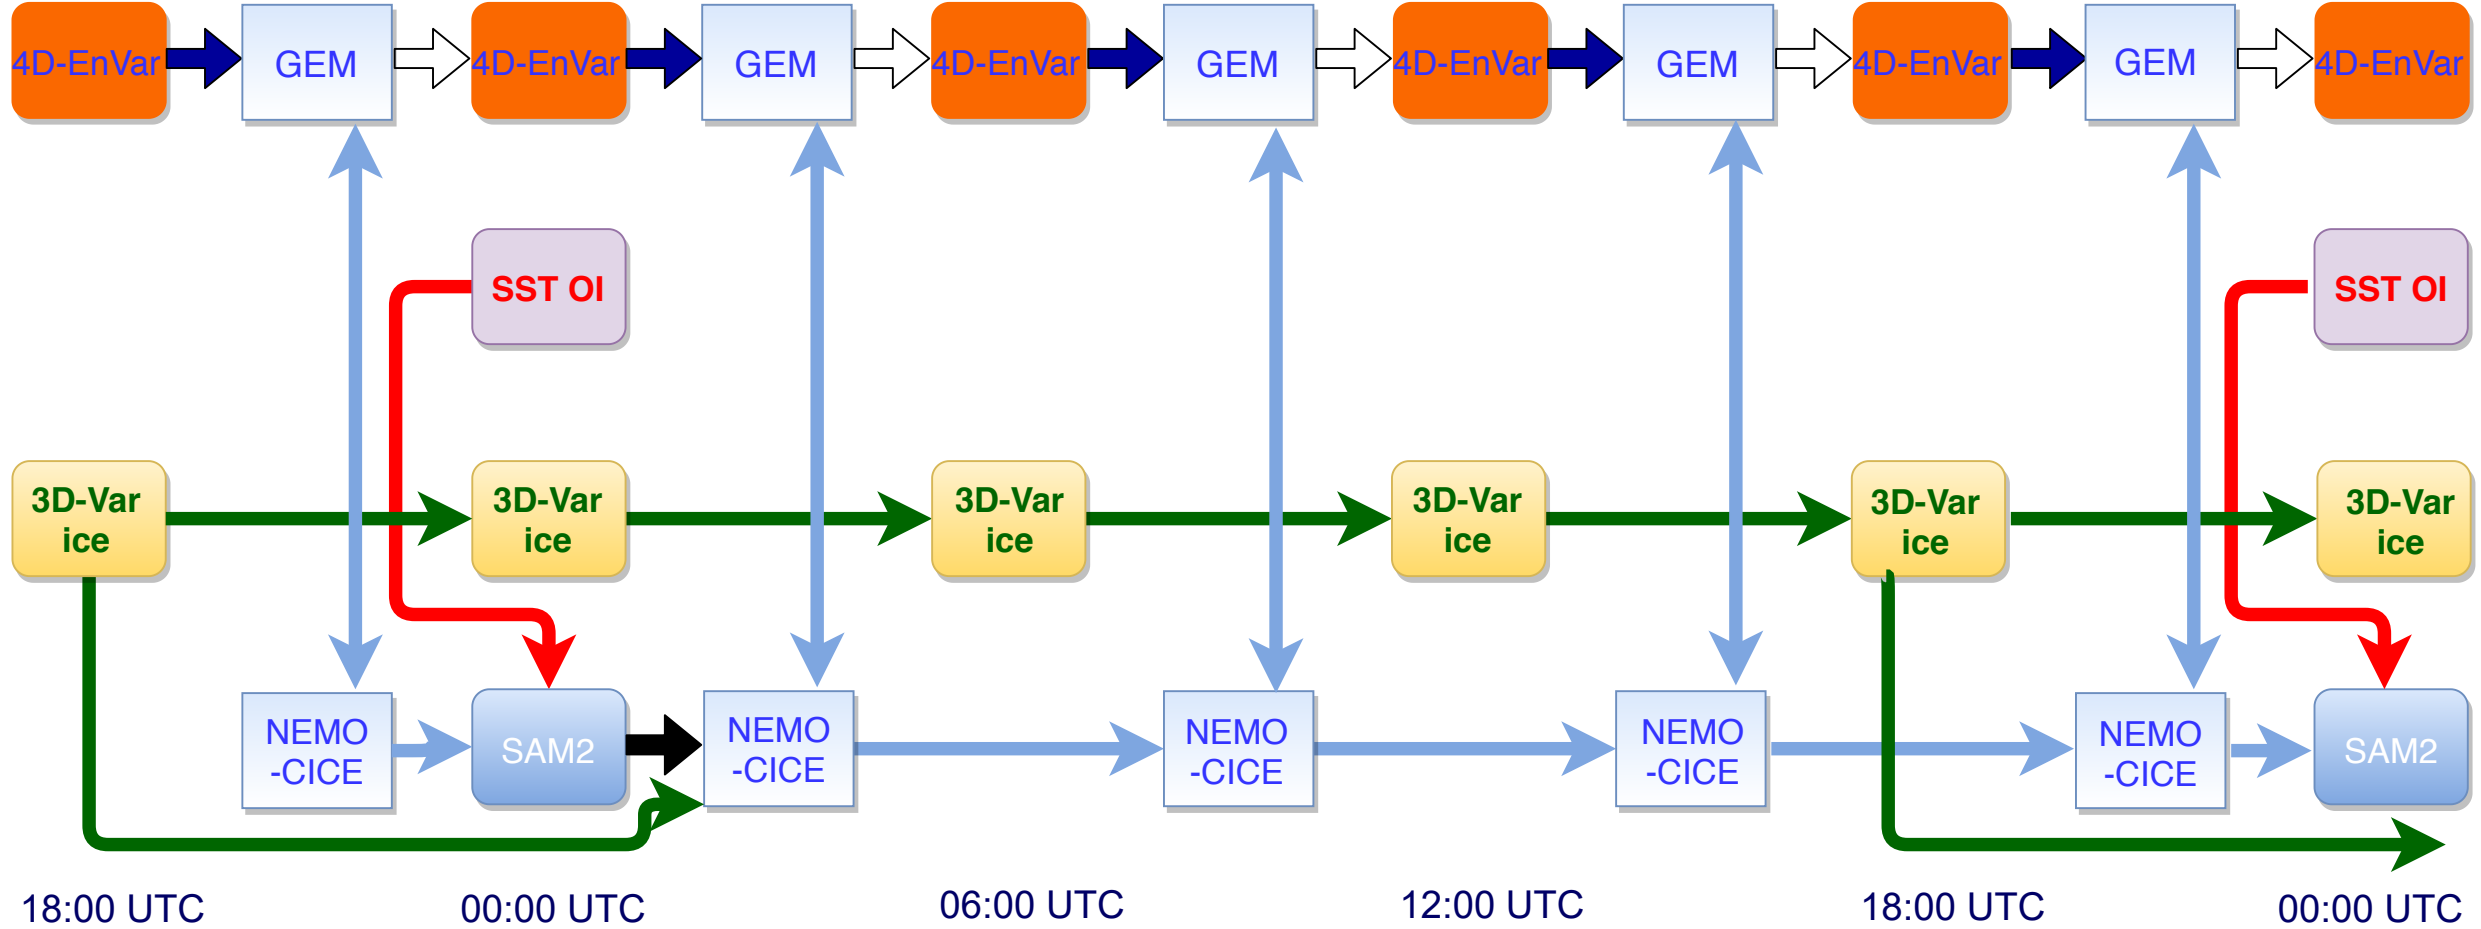 4D-EnVar
GEM
4D-EnVar
GEM
4D-EnVar
GEM
4D-EnVar
GEM
4D-EnVar
GEM
4D-EnVar
SST OI
SST OI
3D-Var
ice
3D-Var
ice
3D-Var
ice
3D-Var
ice
3D-Var
ice
3D-Var
ice
NEMO
-CICE
SAM2
NEMO
-CICE
NEMO
-CICE
NEMO
-CICE
NEMO
-CICE
SAM2
18:00 UTC
00:00 UTC
06:00 UTC
12:00 UTC
18:00 UTC
00:00 UTC